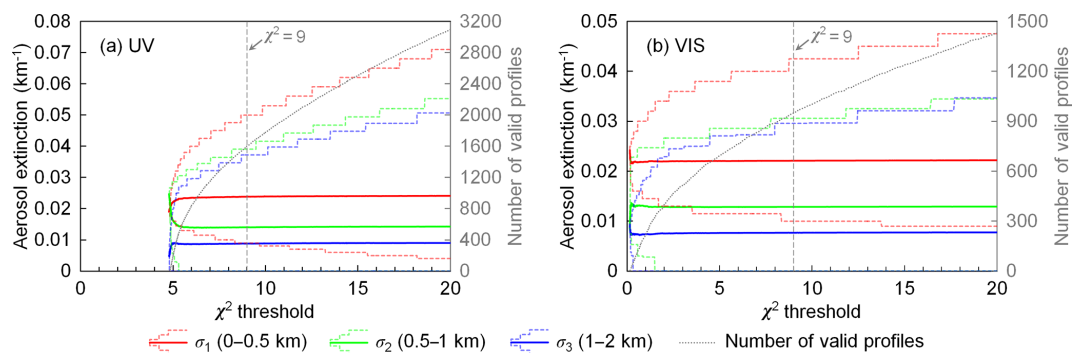 (a) UV
χ² = 9
Aerosol extinction (km⁻¹)
0.08
0.07
0.06
0.05
0.04
0.03
0.02
0.01
0
3200
2800
2400
2000
1600
1200
800
400
0
Number of valid profiles
0 5 10 15 20
χ² threshold
(b) VIS
χ² = 9
Aerosol extinction (km⁻¹)
0.05
0.04
0.03
0.02
0.01
0
1500
1200
900
600
300
0
Number of valid profiles
0 5 10 15 20
χ² threshold
σ₁ (0–0.5 km) σ₂ (0.5–1 km) σ₃ (1–2 km) Number of valid profiles